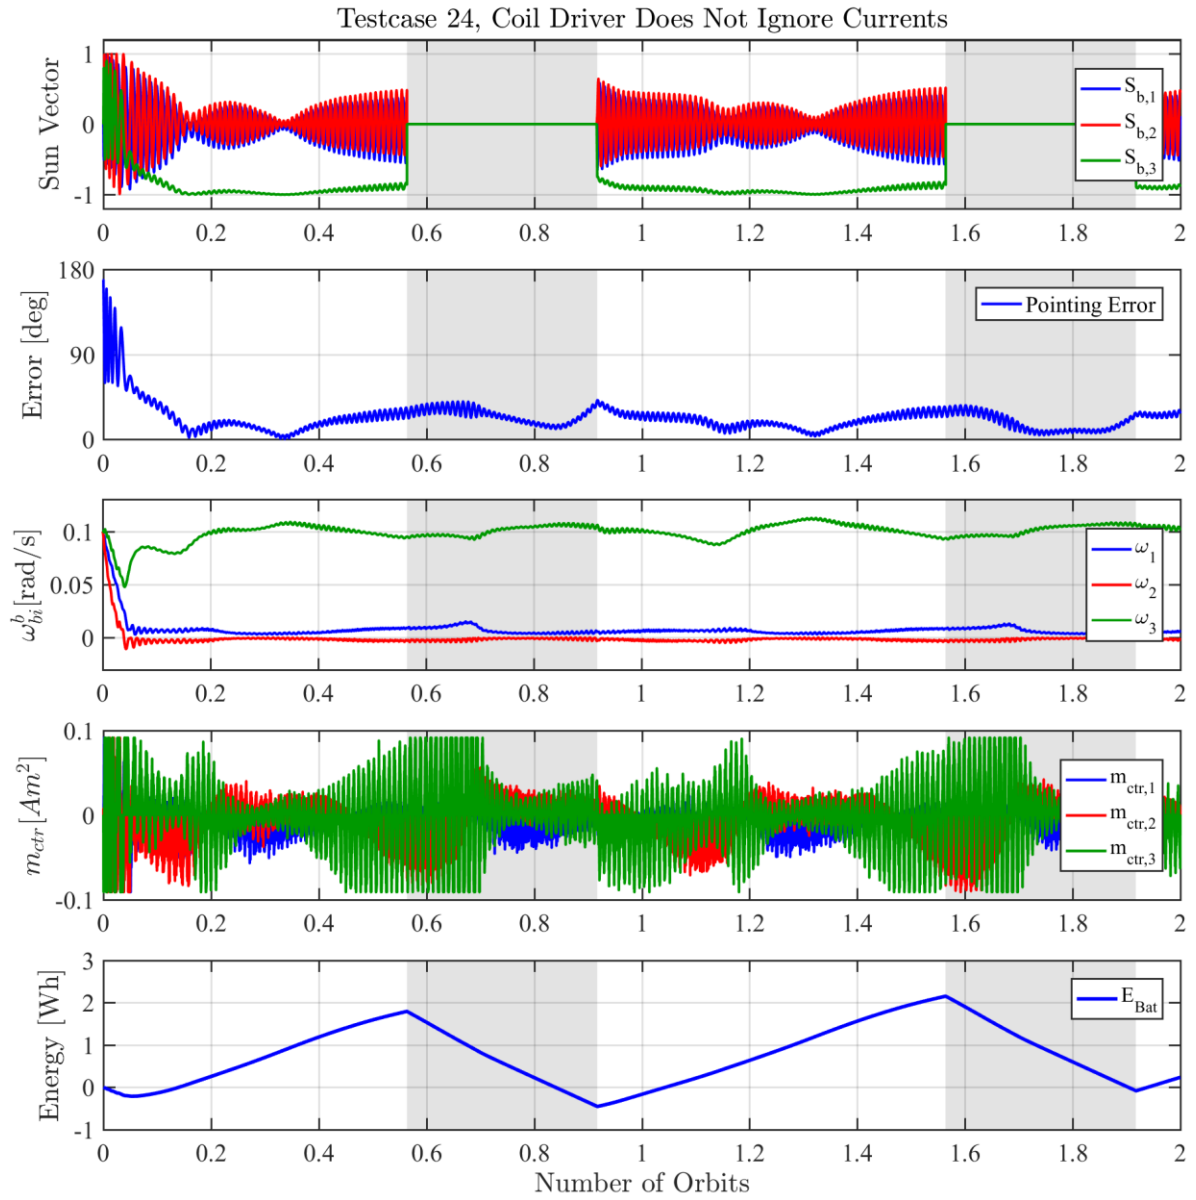 Testcase 24, Coil Driver Does Not Ignore Currents
Sun Vector
1
0
-1
S_b,1
S_b,2
S_b,3
0 0.2 0.4 0.6 0.8 1 1.2 1.4 1.6 1.8 2
Error [deg]
180
90
0
Pointing Error
0 0.2 0.4 0.6 0.8 1 1.2 1.4 1.6 1.8 2
ω_bi^b [rad/s]
0.1
0.05
0
ω_1
ω_2
ω_3
0 0.2 0.4 0.6 0.8 1 1.2 1.4 1.6 1.8 2
m_ctr [Am^2]
0.1
0
-0.1
m_ctr,1
m_ctr,2
m_ctr,3
0 0.2 0.4 0.6 0.8 1 1.2 1.4 1.6 1.8 2
Energy [Wh]
3
2
1
0
-1
E_Bat
0 0.2 0.4 0.6 0.8 1 1.2 1.4 1.6 1.8 2
Number of Orbits